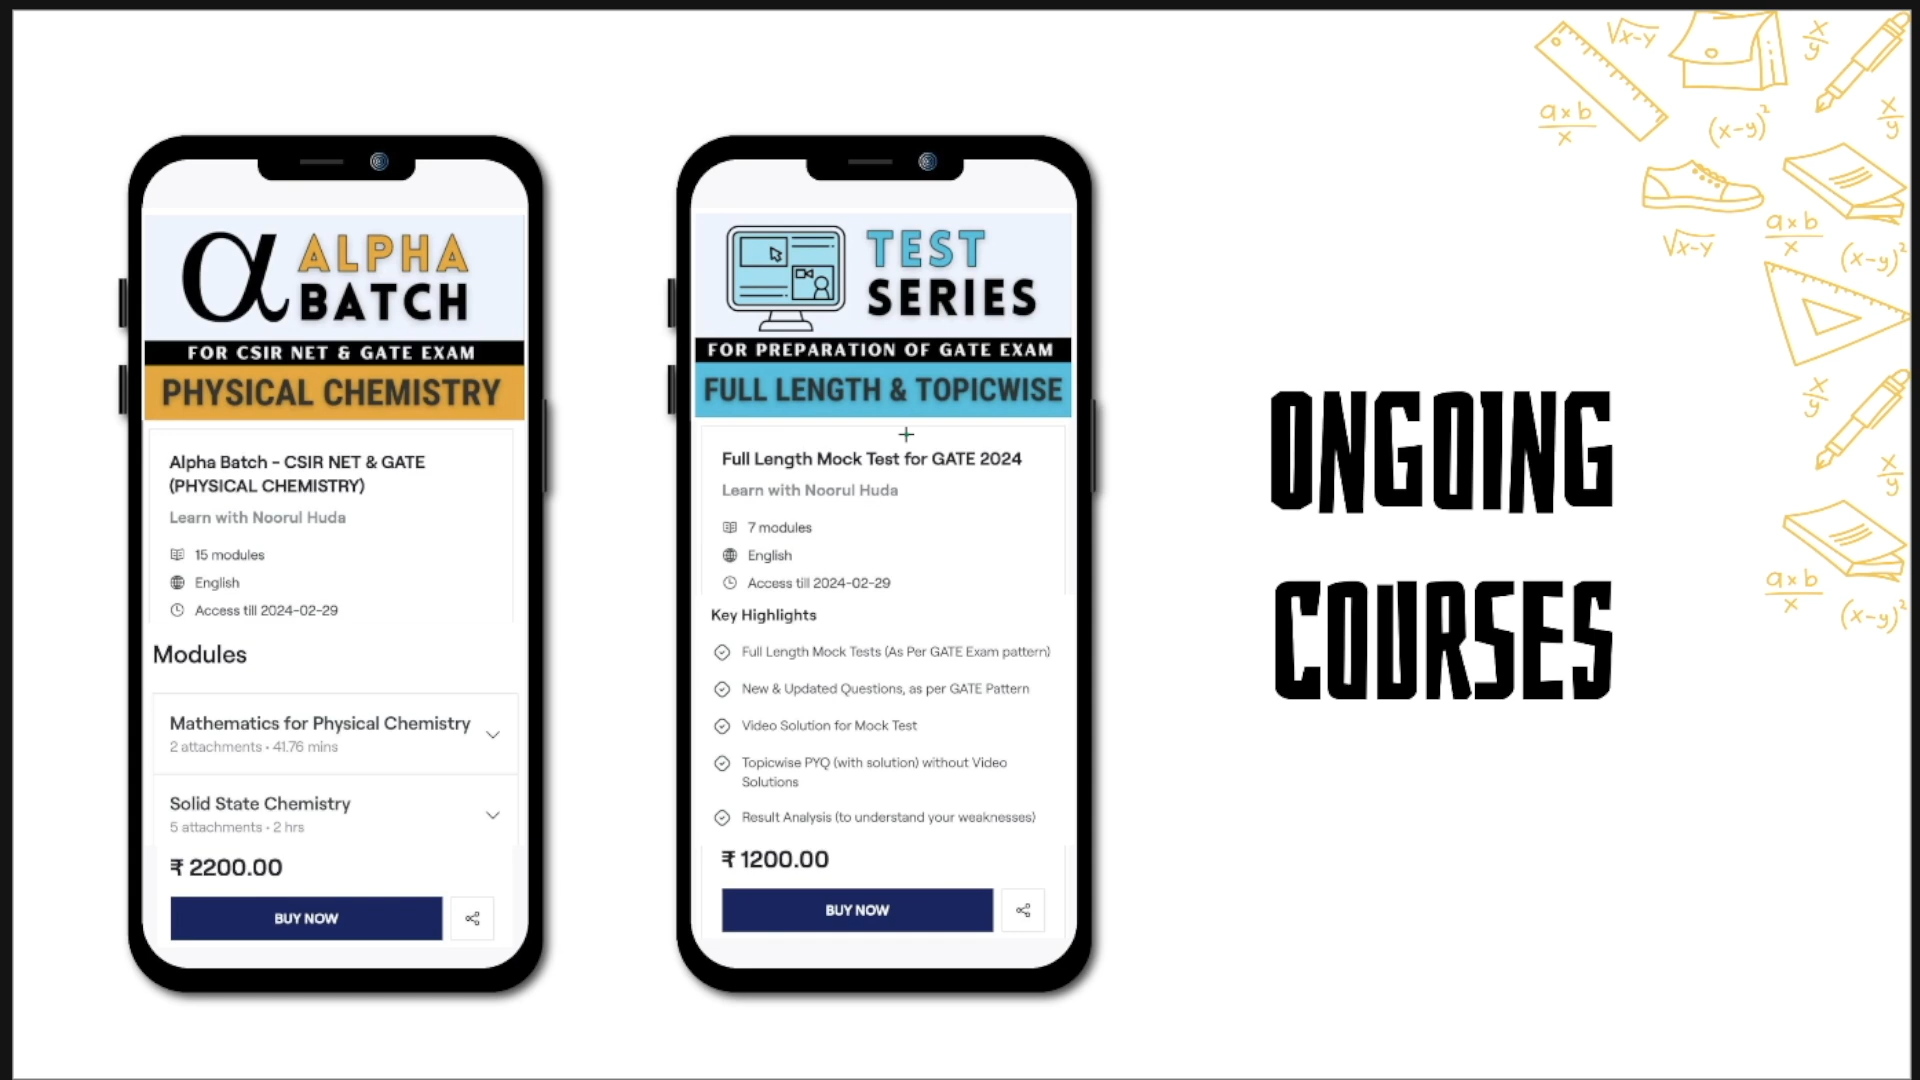 α ALPHA
BATCH
FOR CSIR NET & GATE EXAM
PHYSICAL CHEMISTRY
Alpha Batch - CSIR NET & GATE
(PHYSICAL CHEMISTRY)
Learn with Noorul Huda
15 modules
English
Access till 2024-02-29
Modules
Mathematics for Physical Chemistry
2 attachments • 41.76 mins
Solid State Chemistry
5 attachments • 2 hrs
₹ 2200.00
BUY NOW
TEST
SERIES
FOR PREPARATION OF GATE EXAM
FULL LENGTH & TOPICWISE
Full Length Mock Test for GATE 2024
Learn with Noorul Huda
7 modules
English
Access till 2024-02-29
Key Highlights
Full Length Mock Tests (As Per GATE Exam pattern)
New & Updated Questions, as per GATE Pattern
Video Solution for Mock Test
Topicwise PYQ (with solution) without Video
Solutions
Result Analysis (to understand your weaknesses)
₹ 1200.00
BUY NOW
ONGOING
COURSES
√x-y
x/y
axb/x
(x-y)²
x/y
axb/x
√x-y
(x-y)²
x/y
x/y
axb/x
(x-y)²